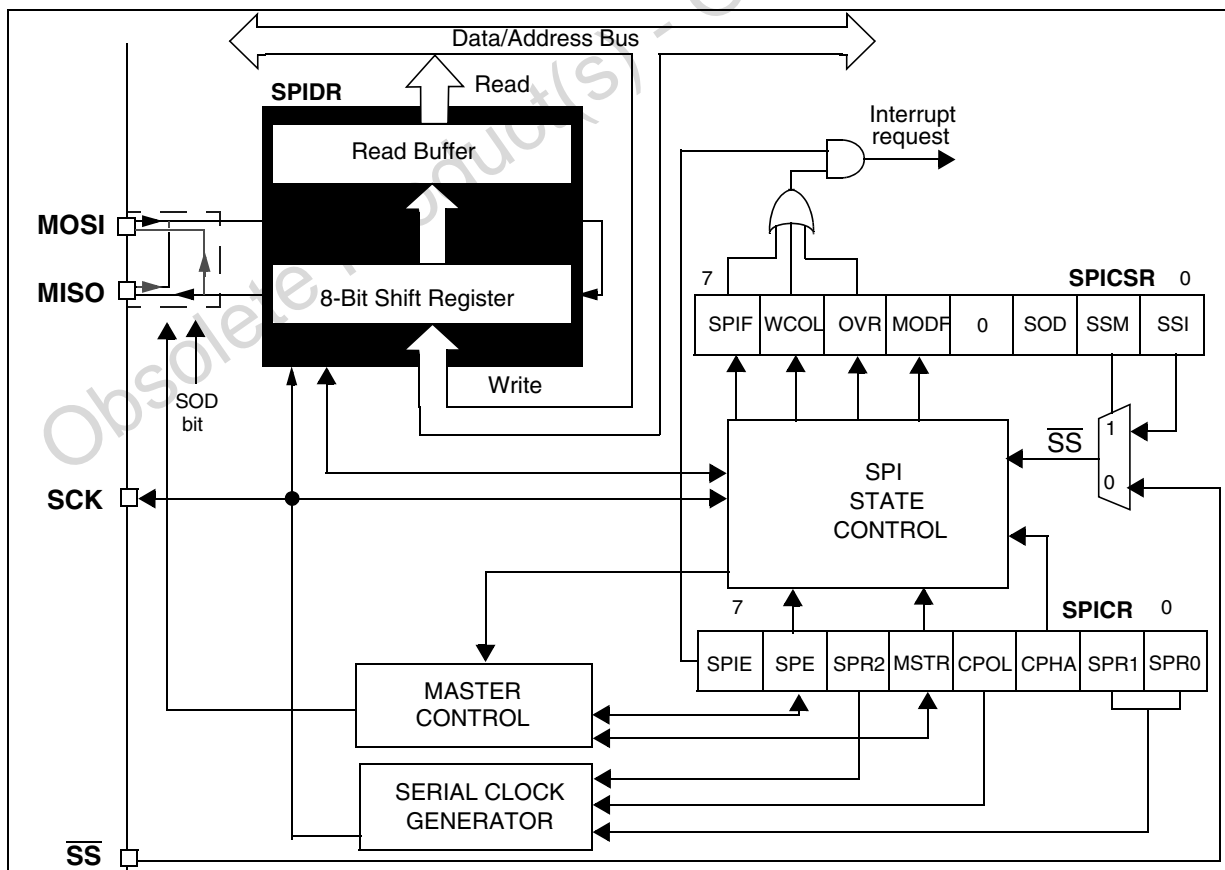 Data/Address Bus
SPIDR
Read
Read Buffer
Interrupt
request
MOSI
MISO
8-Bit Shift Register
Write
SOD
bit
7
SPICSR
0
SPIF
WCOL
OVR
MODF
0
SOD
SSM
SSI
1
SS
0
SCK
SPI
STATE
CONTROL
7
SPICR
0
SPIE
SPE
SPR2
MSTR
CPOL
CPHA
SPR1
SPR0
MASTER
CONTROL
SERIAL CLOCK
GENERATOR
SS
Obsolete Product(s) -